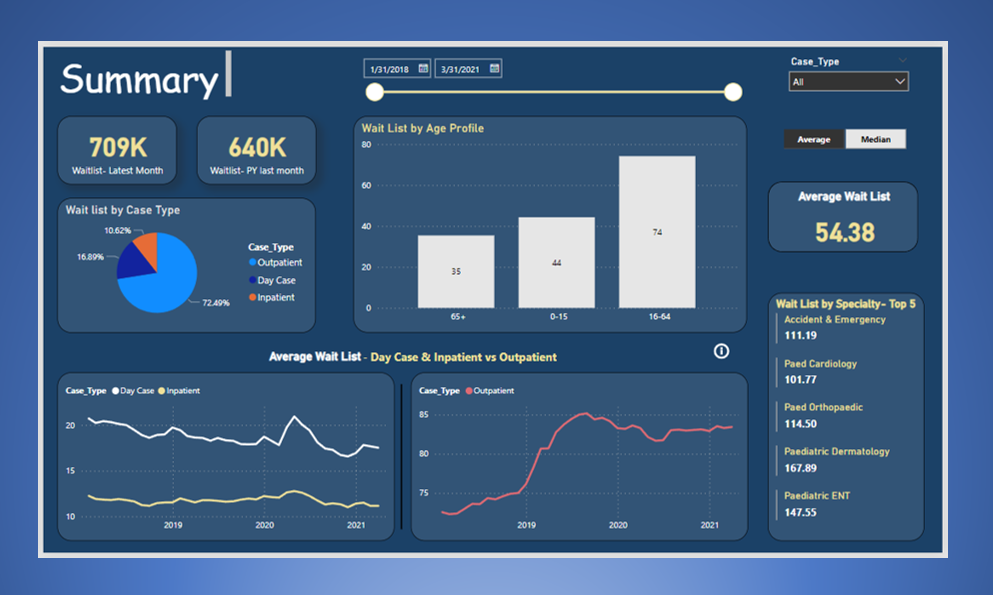 Summary
1/31/2018
3/31/2021
Case_Type
All
709K
Waitlist- Latest Month
640K
Waitlist- PY last month
Average
Median
Average Wait List
54.38
Wait List by Age Profile
80
60
40
20
0
35
44
74
65+
0-15
16-64
Wait list by Case Type
10.62%
16.89%
72.49%
Case_Type
Outpatient
Day Case
Inpatient
Wait List by Specialty- Top 5
Accident & Emergency
111.19
Paed Cardiology
101.77
Paed Orthopaedic
114.50
Paediatric Dermatology
167.89
Paediatric ENT
147.55
Average Wait List - Day Case & Inpatient vs Outpatient
Case_Type Day Case Inpatient
20
15
10
2019
2020
2021
Case_Type Outpatient
85
80
75
2019
2020
2021